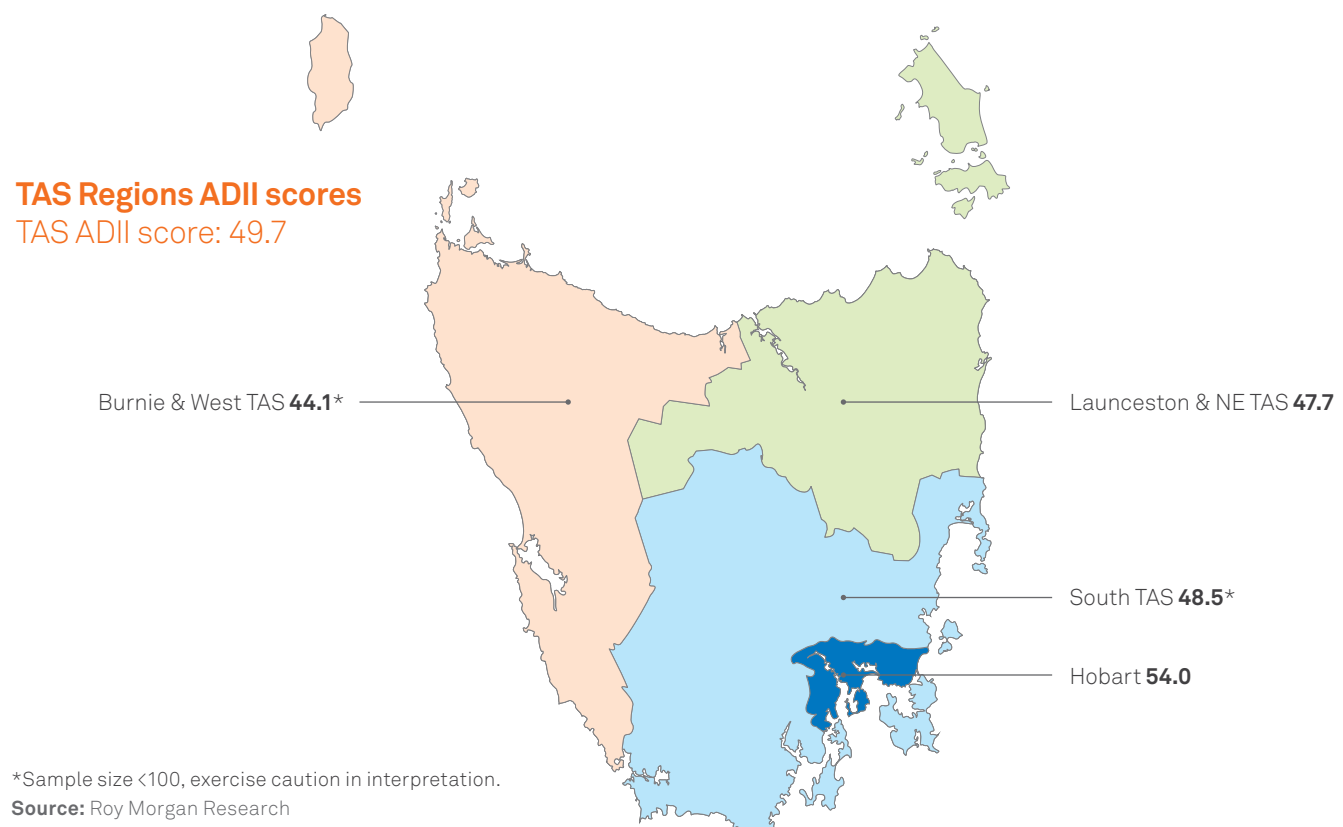 TAS Regions ADII scores
TAS ADII score: 49.7
Burnie & West TAS 44.1*
Launceston & NE TAS 47.7
South TAS 48.5*
Hobart 54.0
*Sample size <100, exercise caution in interpretation.
Source: Roy Morgan Research